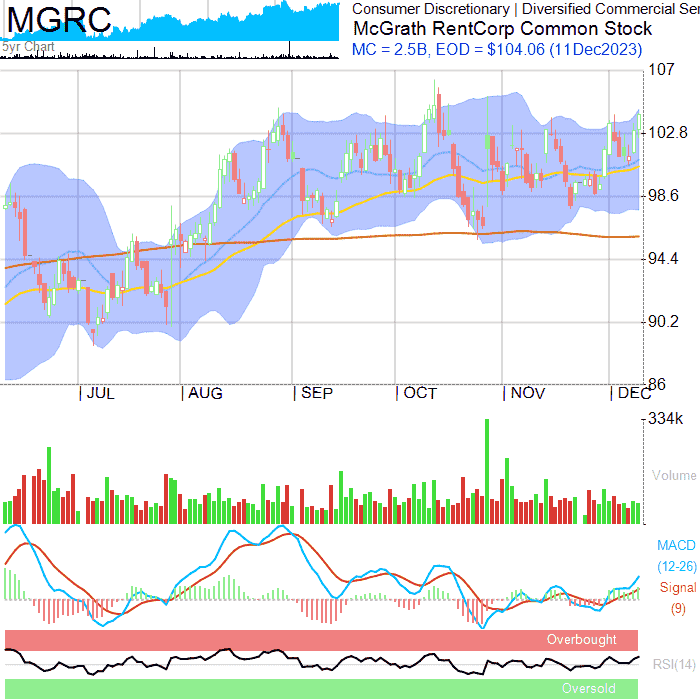 MGRC
5yr Chart
Consumer Discretionary | Diversified Commercial Ser
McGrath RentCorp Common Stock
MC = 2.5B, EOD = $104.06 (11Dec2023)
107
102.8
98.6
94.4
90.2
86
| JUL | AUG | SEP | OCT | NOV | DEC
334k
Volume
MACD
(12-26)
Signal
(9)
Overbought
RSI(14)
Oversold